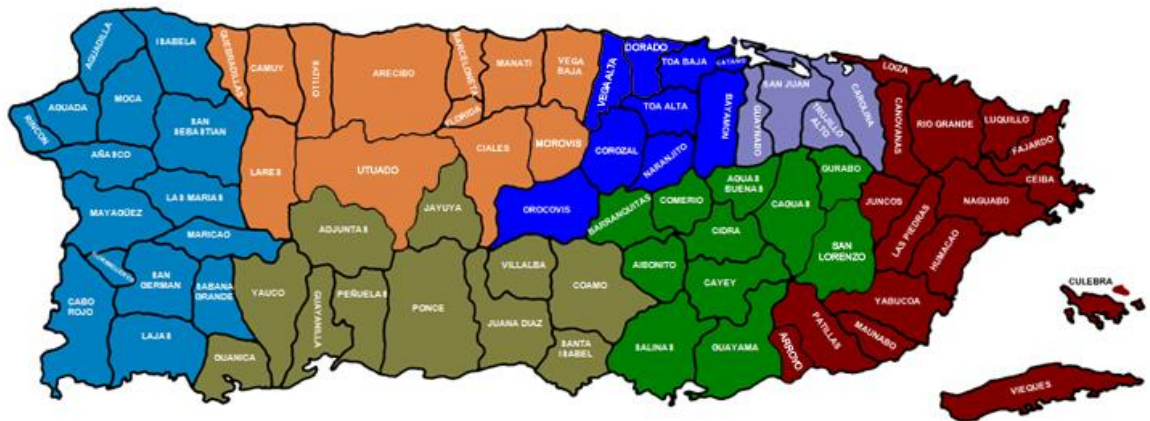 AGUADILLA
ISABELA
QUEBRADILLAS
CAMUY
HATILLO
ARECIBO
BARCELONETA
MANATI
VEGA
BAJA
VEGA ALTA
DORADO
TOA BAJA
SAN JUAN
CAROLINA
LOIZA
AGUADA
MOCA
SAN
SEBASTIAN
RINCON
FLORIDA
TOA ALTA
BAYAMON
GUAYNABO
TRUJILLO
ALTO
CANOVANAS
RIO GRANDE
LUQUILLO
FAJARDO
AÑASCO
LARES
UTUADO
CIALES
MOROVIS
COROZAL
NARANJITO
AGUAS
BUENAS
GURABO
CEIBA
MAYAGÜEZ
LAS MARIAS
JAYUYA
OROCOVIS
BARRANQUITAS
COMERIO
CAGUAS
JUNCOS
LAS PIEDRAS
NAGUABO
MARICAO
ADJUNTAS
CIDRA
SAN
LORENZO
HUMACAO
SAN
GERMAN
SABANA
GRANDE
VILLALBA
AIBONITO
CABO
ROJO
YAUCO
GUAYANILLA
PEÑUELAS
PONCE
COAMO
CAYEY
CULEBRA
LAJAS
JUANA DIAZ
YABUCOA
GUANICA
SANTA
ISABEL
SALINAS
GUAYAMA
ARROYO
PATILLAS
MAUNABO
VIEQUES